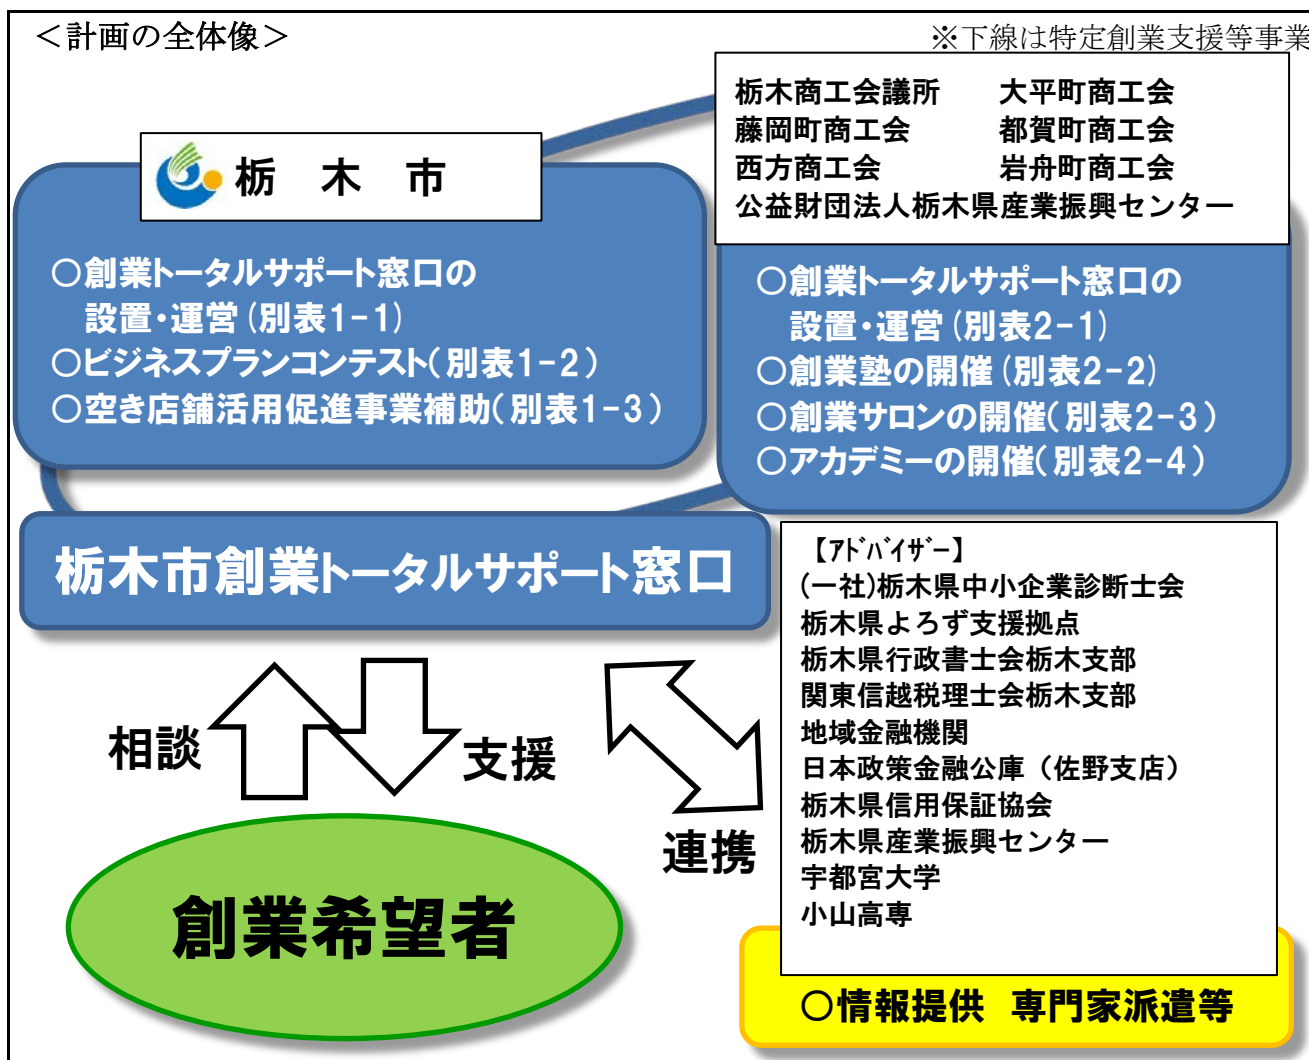 ＜計画の全体像＞
※下線は特定創業支援等事業
栃木市
○創業トータルサポート窓口の
設置・運営(別表1-1)
○ビジネスプランコンテスト(別表1-2)
○空き店舗活用促進事業補助(別表1-3)
栃木商工会議所　大平町商工会
藤岡町商工会　都賀町商工会
西方商工会　岩舟町商工会
公益財団法人栃木県産業振興センター
○創業トータルサポート窓口の
設置・運営(別表2-1)
○創業塾の開催(別表2-2)
○創業サロンの開催(別表2-3)
○アカデミーの開催(別表2-4)
栃木市創業トータルサポート窓口
相談
支援
連携
創業希望者
【ｱﾄﾞﾊﾞｲｻﾞｰ】
(一社)栃木県中小企業診断士会
栃木県よろず支援拠点
栃木県行政書士会栃木支部
関東信越税理士会栃木支部
地域金融機関
日本政策金融公庫（佐野支店）
栃木県信用保証協会
栃木県産業振興センター
宇都宮大学
小山高専
○情報提供　専門家派遣等